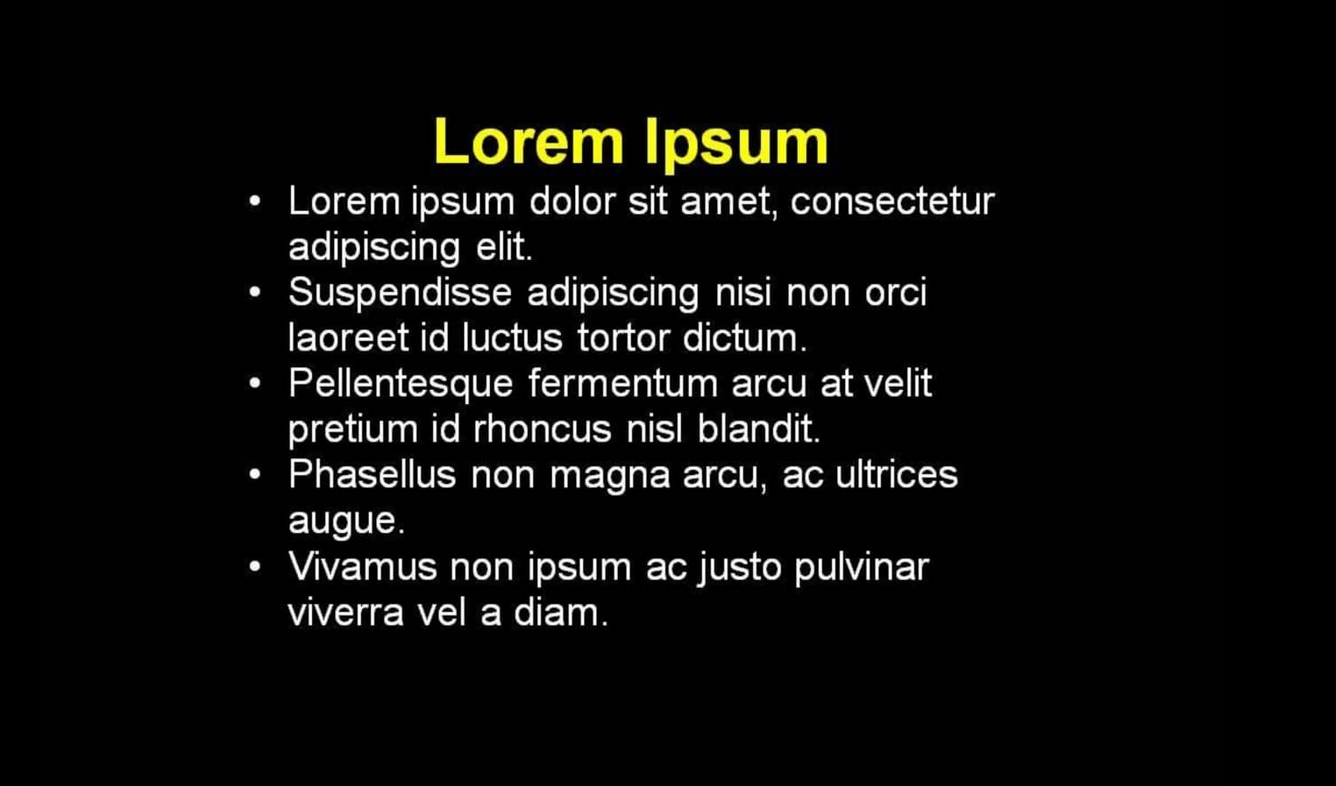 Lorem Ipsum
• Lorem ipsum dolor sit amet, consectetur
adipiscing elit.
• Suspendisse adipiscing nisi non orci
laoreet id luctus tortor dictum.
• Pellentesque fermentum arcu at velit
pretium id rhoncus nisl blandit.
• Phasellus non magna arcu, ac ultrices
augue.
• Vivamus non ipsum ac justo pulvinar
viverra vel a diam.